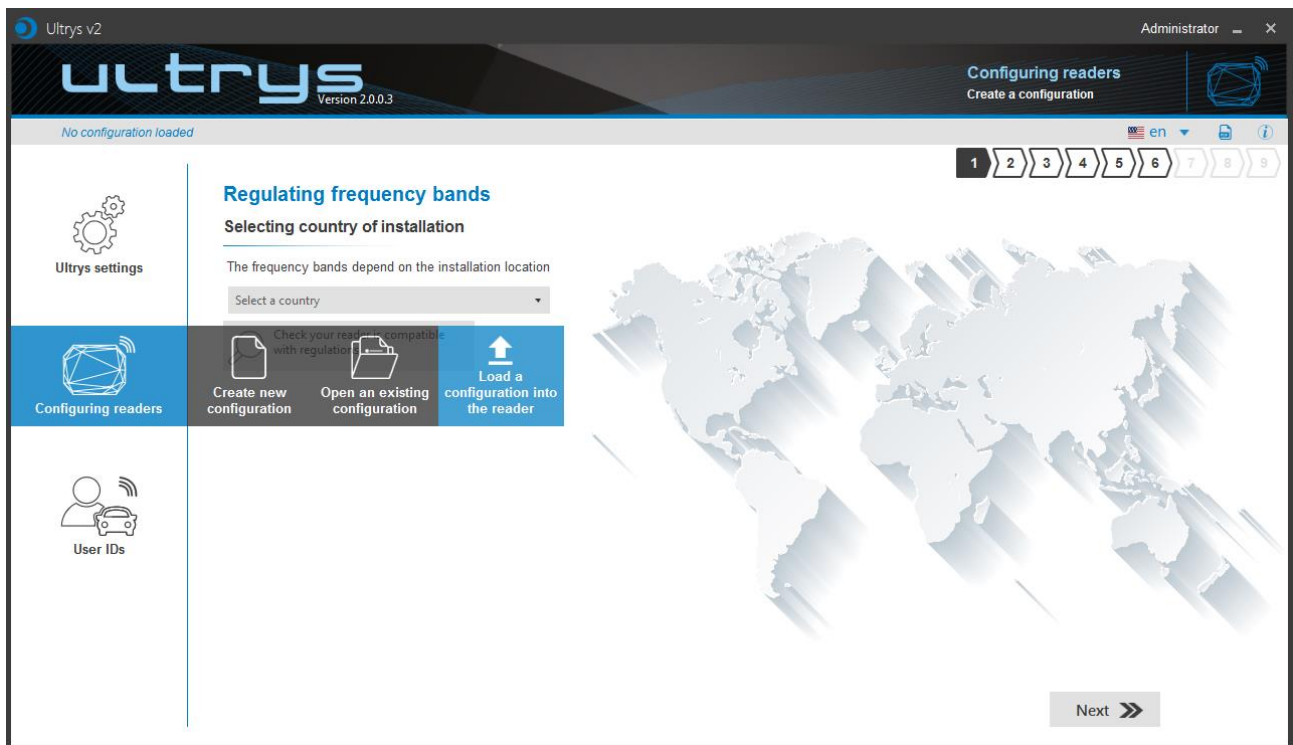 Ultrys v2
Administrator
ultrys
Version 2.0.0.3
Configuring readers
Create a configuration
No configuration loaded
en
1 2 3 4 5 6 7 8 9
Regulating frequency bands
Selecting country of installation
The frequency bands depend on the installation location
Select a country
Check your reader is compatible
with regulations
Ultrys settings
Configuring readers
Create new
configuration
Open an existing
configuration
Load a
configuration into
the reader
User IDs
Next